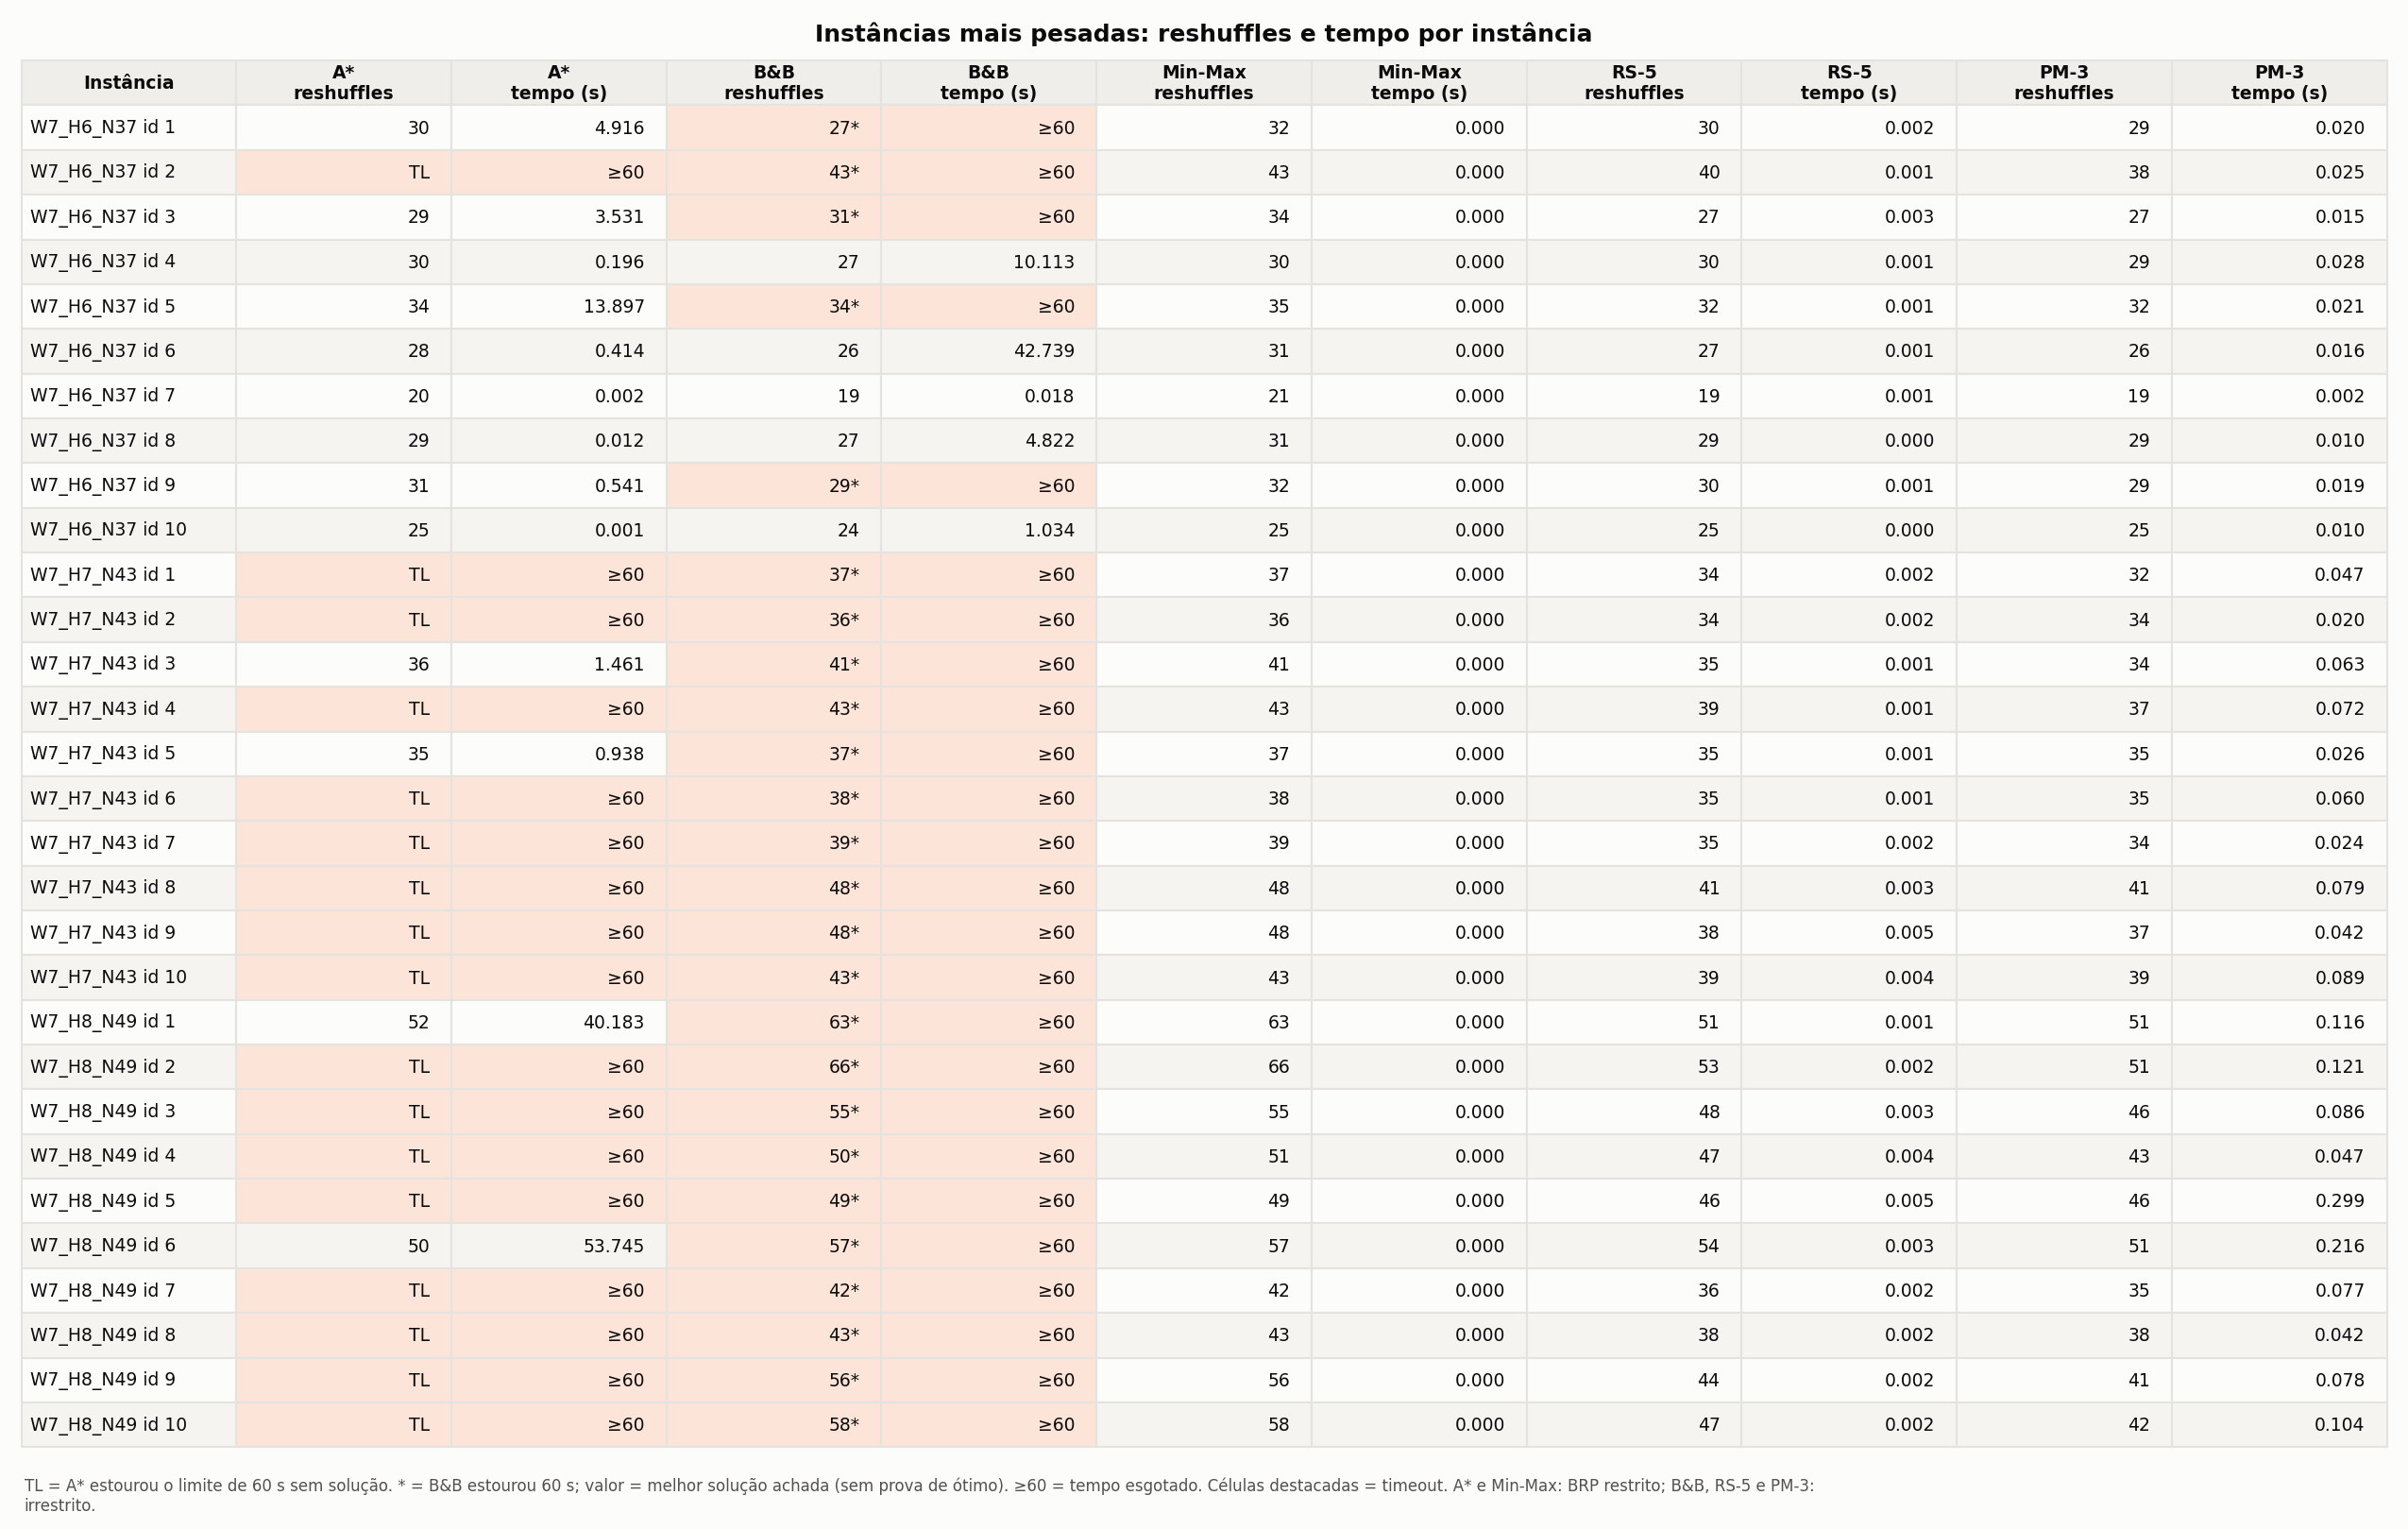 Instâncias mais pesadas: reshuffles e tempo por instância
Instância A* reshuffles A* tempo (s) B&B reshuffles B&B tempo (s) Min-Max reshuffles Min-Max tempo (s) RS-5 reshuffles RS-5 tempo (s) PM-3 reshuffles PM-3 tempo (s)
W7_H6_N37 id 1 30 4.916 27* ≥60 32 0.000 30 0.002 29 0.020
W7_H6_N37 id 2 TL ≥60 43* ≥60 43 0.000 40 0.001 38 0.025
W7_H6_N37 id 3 29 3.531 31* ≥60 34 0.000 27 0.003 27 0.015
W7_H6_N37 id 4 30 0.196 27 10.113 30 0.000 30 0.001 29 0.028
W7_H6_N37 id 5 34 13.897 34* ≥60 35 0.000 32 0.001 32 0.021
W7_H6_N37 id 6 28 0.414 26 42.739 31 0.000 27 0.001 26 0.016
W7_H6_N37 id 7 20 0.002 19 0.018 21 0.000 19 0.001 19 0.002
W7_H6_N37 id 8 29 0.012 27 4.822 31 0.000 29 0.000 29 0.010
W7_H6_N37 id 9 31 0.541 29* ≥60 32 0.000 30 0.001 29 0.019
W7_H6_N37 id 10 25 0.001 24 1.034 25 0.000 25 0.000 25 0.010
W7_H7_N43 id 1 TL ≥60 37* ≥60 37 0.000 34 0.002 32 0.047
W7_H7_N43 id 2 TL ≥60 36* ≥60 36 0.000 34 0.002 34 0.020
W7_H7_N43 id 3 36 1.461 41* ≥60 41 0.000 35 0.001 34 0.063
W7_H7_N43 id 4 TL ≥60 43* ≥60 43 0.000 39 0.001 37 0.072
W7_H7_N43 id 5 35 0.938 37* ≥60 37 0.000 35 0.001 35 0.026
W7_H7_N43 id 6 TL ≥60 38* ≥60 38 0.000 35 0.001 35 0.060
W7_H7_N43 id 7 TL ≥60 39* ≥60 39 0.000 35 0.002 34 0.024
W7_H7_N43 id 8 TL ≥60 48* ≥60 48 0.000 41 0.003 41 0.079
W7_H7_N43 id 9 TL ≥60 48* ≥60 48 0.000 38 0.005 37 0.042
W7_H7_N43 id 10 TL ≥60 43* ≥60 43 0.000 39 0.004 39 0.089
W7_H8_N49 id 1 52 40.183 63* ≥60 63 0.000 51 0.001 51 0.116
W7_H8_N49 id 2 TL ≥60 66* ≥60 66 0.000 53 0.002 51 0.121
W7_H8_N49 id 3 TL ≥60 55* ≥60 55 0.000 48 0.003 46 0.086
W7_H8_N49 id 4 TL ≥60 50* ≥60 51 0.000 47 0.004 43 0.047
W7_H8_N49 id 5 TL ≥60 49* ≥60 49 0.000 46 0.005 46 0.299
W7_H8_N49 id 6 50 53.745 57* ≥60 57 0.000 54 0.003 51 0.216
W7_H8_N49 id 7 TL ≥60 42* ≥60 42 0.000 36 0.002 35 0.077
W7_H8_N49 id 8 TL ≥60 43* ≥60 43 0.000 38 0.002 38 0.042
W7_H8_N49 id 9 TL ≥60 56* ≥60 56 0.000 44 0.002 41 0.078
W7_H8_N49 id 10 TL ≥60 58* ≥60 58 0.000 47 0.002 42 0.104
TL = A* estourou o limite de 60 s sem solução. * = B&B estourou 60 s; valor = melhor solução achada (sem prova de ótimo). ≥60 = tempo esgotado. Células destacadas = timeout. A* e Min-Max: BRP restrito; B&B, RS-5 e PM-3:
irrestrito.